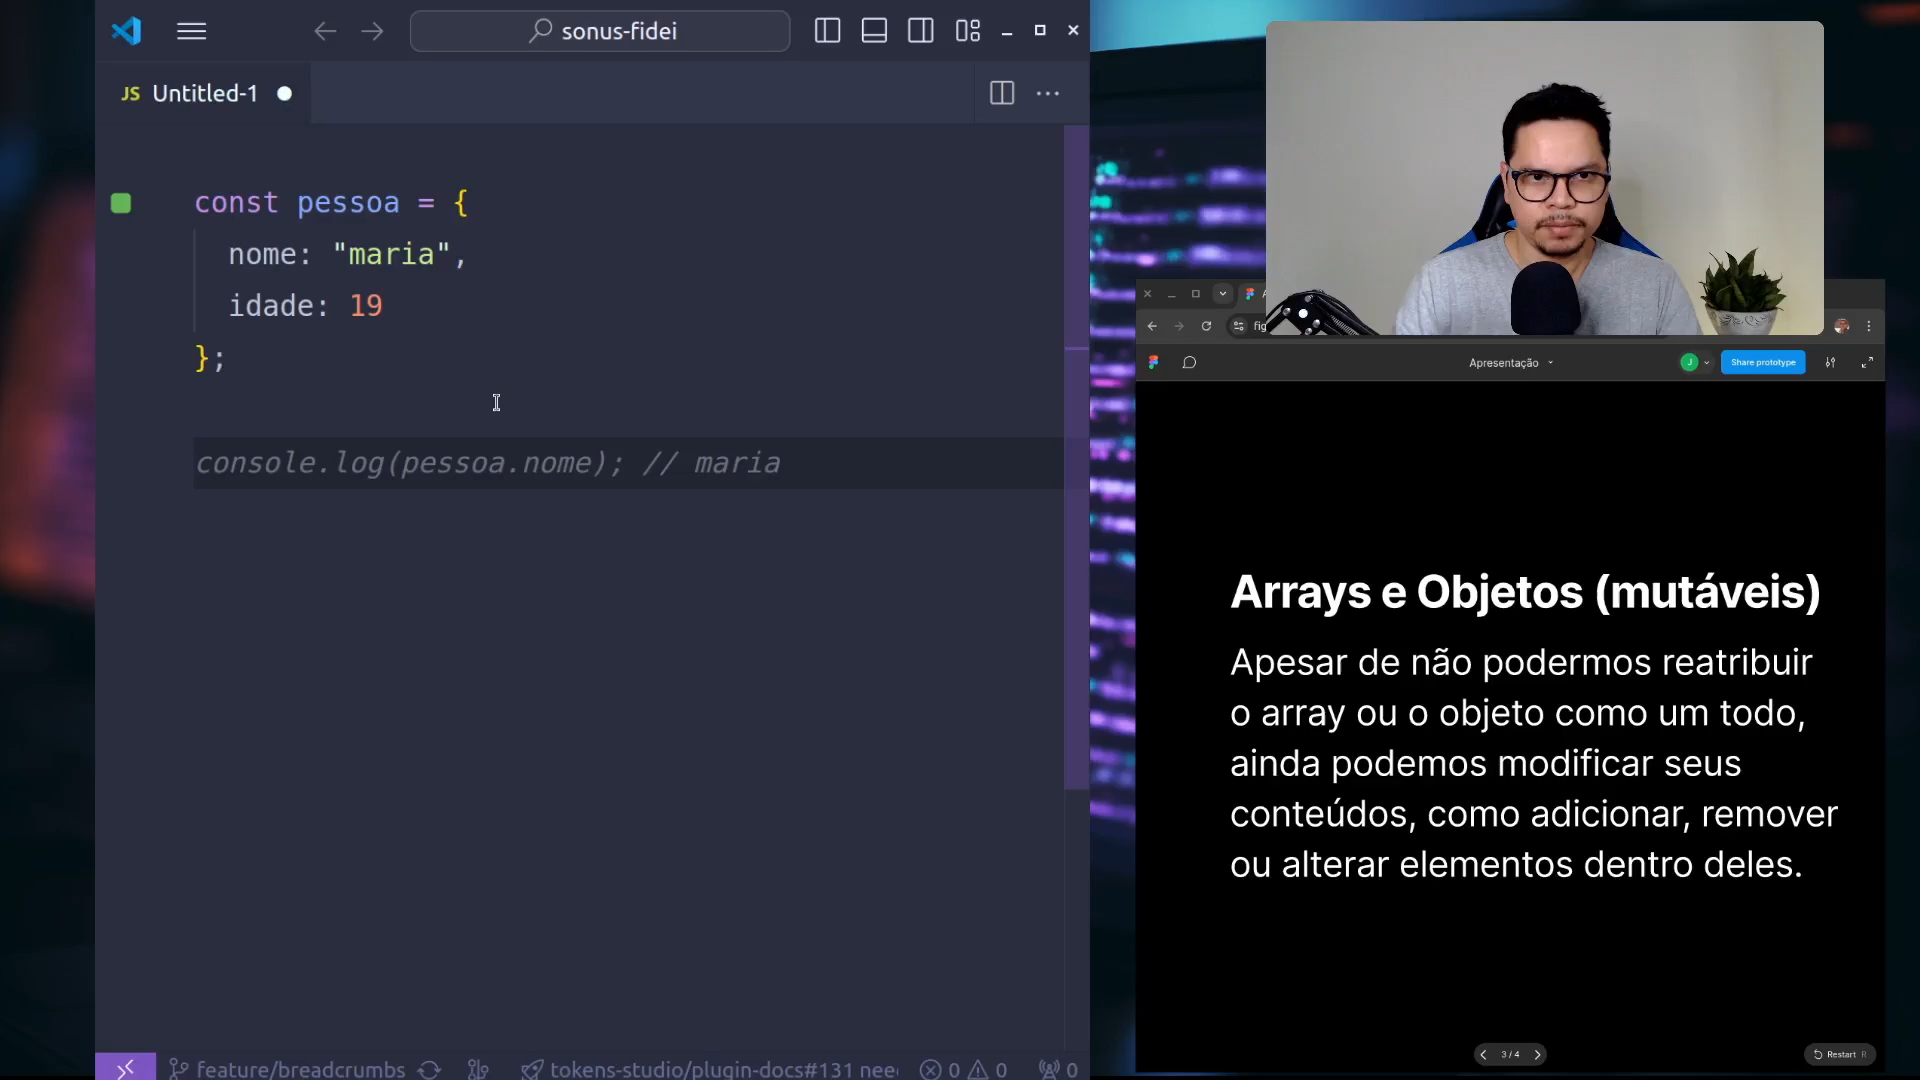 sonus-fidei
JS Untitled-1
const pessoa = {
nome: "maria",
idade: 19
};
console.log(pessoa.nome); // maria
feature/breadcrumbs
tokens-studio/plugin-docs#131 nee
0 0
0
Apresentação
J
Share prototype
Arrays e Objetos (mutáveis)
Apesar de não podermos reatribuir
o array ou o objeto como um todo,
ainda podemos modificar seus
conteúdos, como adicionar, remover
ou alterar elementos dentro deles.
3 / 4
Restart R